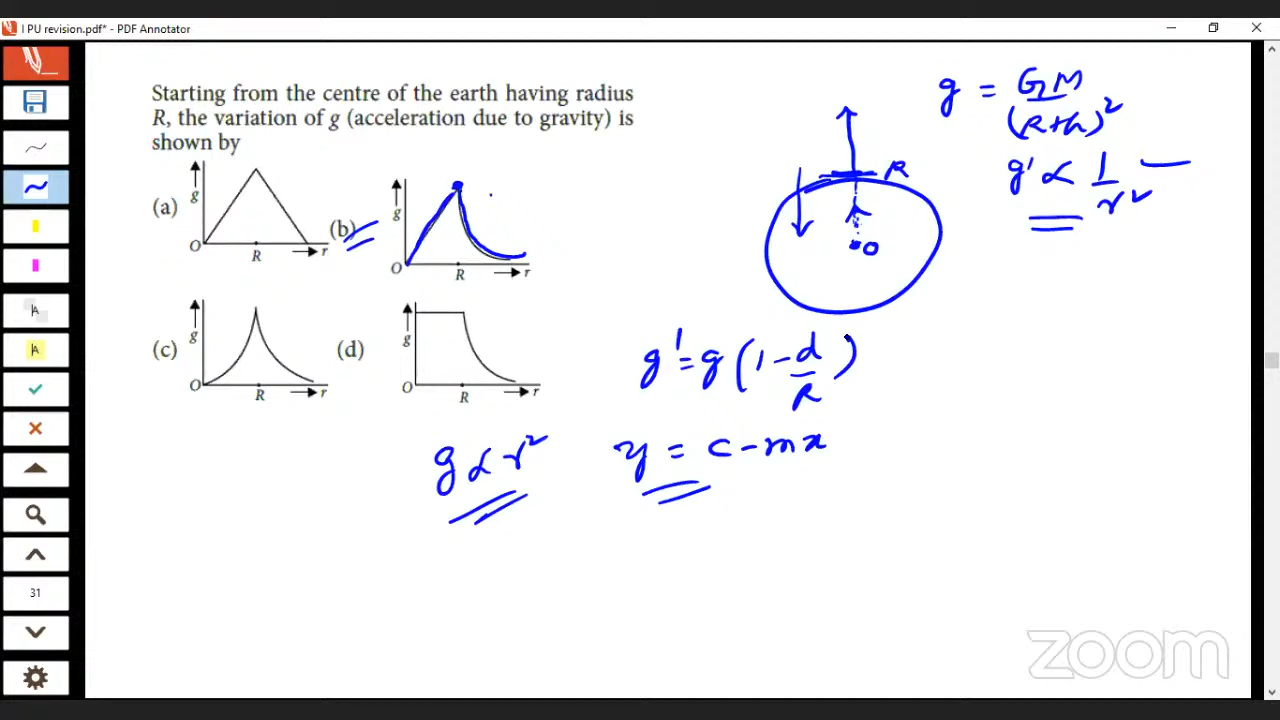 I PU revision.pdf* - PDF Annotator
Starting from the centre of the earth having radius
R, the variation of g (acceleration due to gravity) is
shown by
(a) g O R r
(b) g O R r
(c) g O R r
(d) g O R r
g = GM/(R+h)²
g' ∝ 1/r²
R
O
g' = g (1 - d/R)
g ∝ r²
y = c - mx
A
A
31
zoom